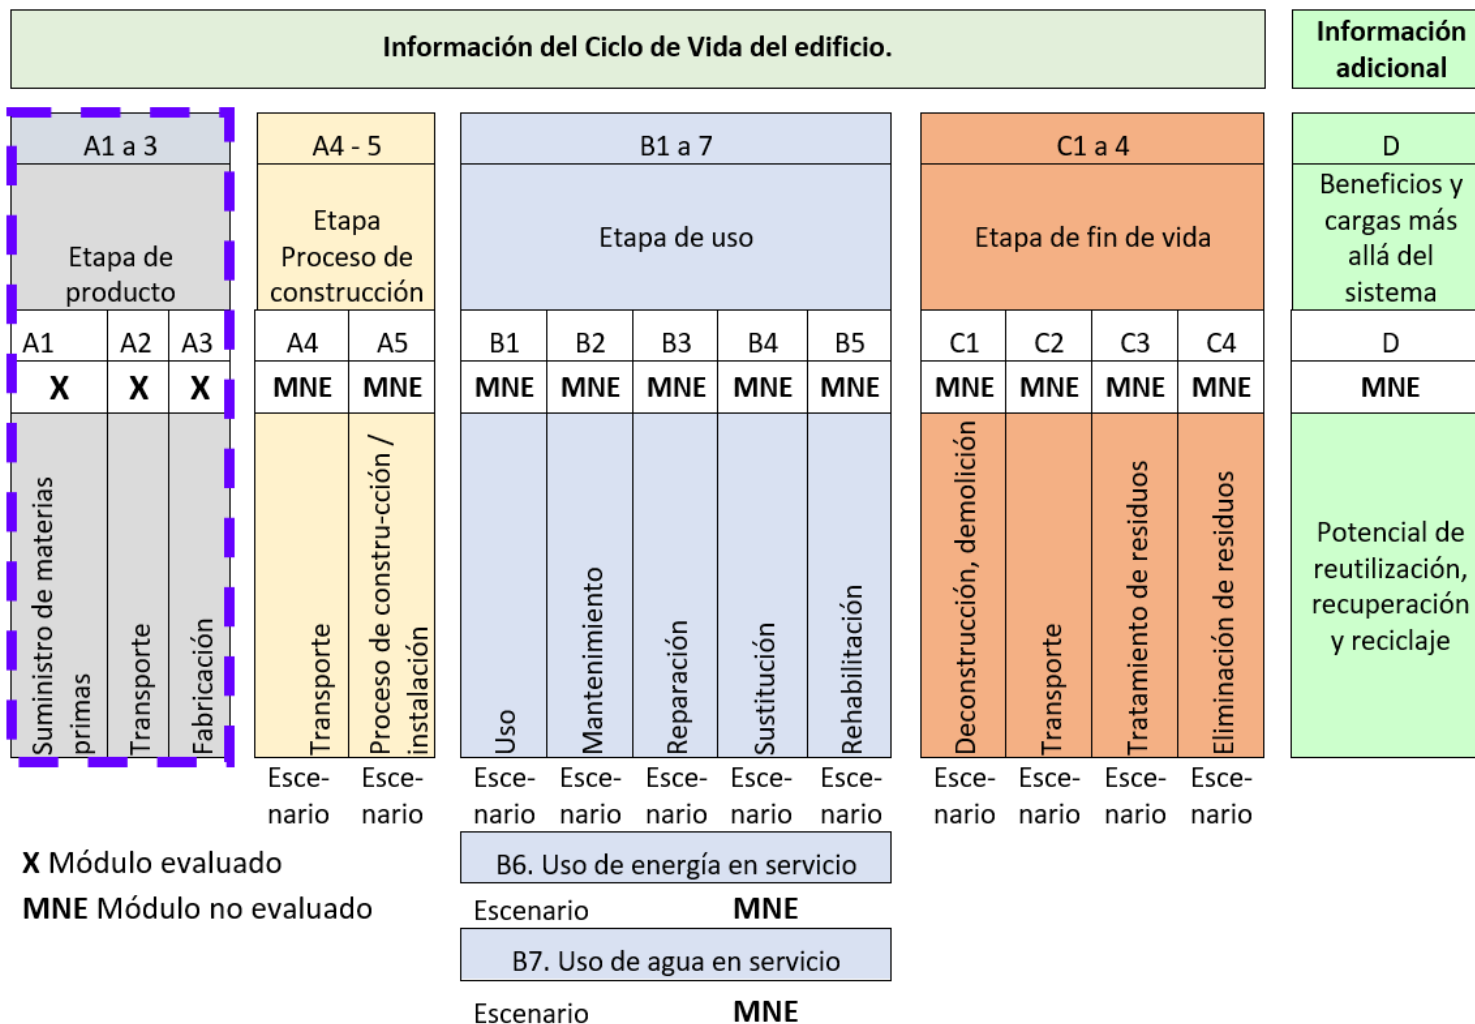 Información del Ciclo de Vida del edificio.
Información
adicional
A1 a 3
A4 - 5
B1 a 7
C1 a 4
D
Etapa de
producto
Etapa
Proceso de
construcción
Etapa de uso
Etapa de fin de vida
Beneficios y
cargas más
allá del
sistema
A1 A2 A3 A4 A5 B1 B2 B3 B4 B5 C1 C2 C3 C4 D
X X X MNE MNE MNE MNE MNE MNE MNE MNE MNE MNE MNE MNE
Suministro de materias
primas
Transporte
Fabricación
Transporte
Proceso de constru-cción /
instalación
Uso
Mantenimiento
Reparación
Sustitución
Rehabilitación
Deconstrucción, demolición
Transporte
Tratamiento de residuos
Eliminación de residuos
Potencial de
reutilización,
recuperación
y reciclaje
Esce- Esce- Esce- Esce- Esce- Esce- Esce- Esce- Esce- Esce- Esce-
nario nario nario nario nario nario nario nario nario nario nario
X Módulo evaluado
MNE Módulo no evaluado
B6. Uso de energía en servicio
Escenario MNE
B7. Uso de agua en servicio
Escenario MNE